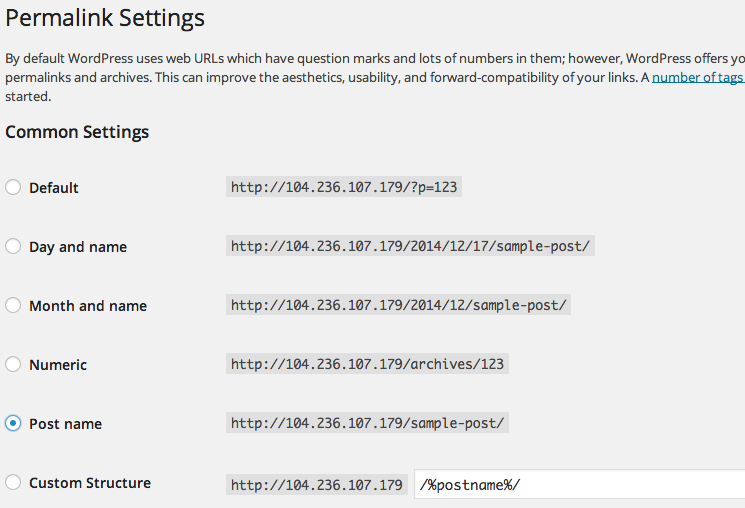 Permalink Settings
By default WordPress uses web URLs which have question marks and lots of numbers in them; however, WordPress offers yo
permalinks and archives. This can improve the aesthetics, usability, and forward-compatibility of your links. A number of tags
started.
Common Settings
Default http://104.236.107.179/?p=123
Day and name http://104.236.107.179/2014/12/17/sample-post/
Month and name http://104.236.107.179/2014/12/sample-post/
Numeric http://104.236.107.179/archives/123
Post name http://104.236.107.179/sample-post/
Custom Structure http://104.236.107.179 /%postname%/